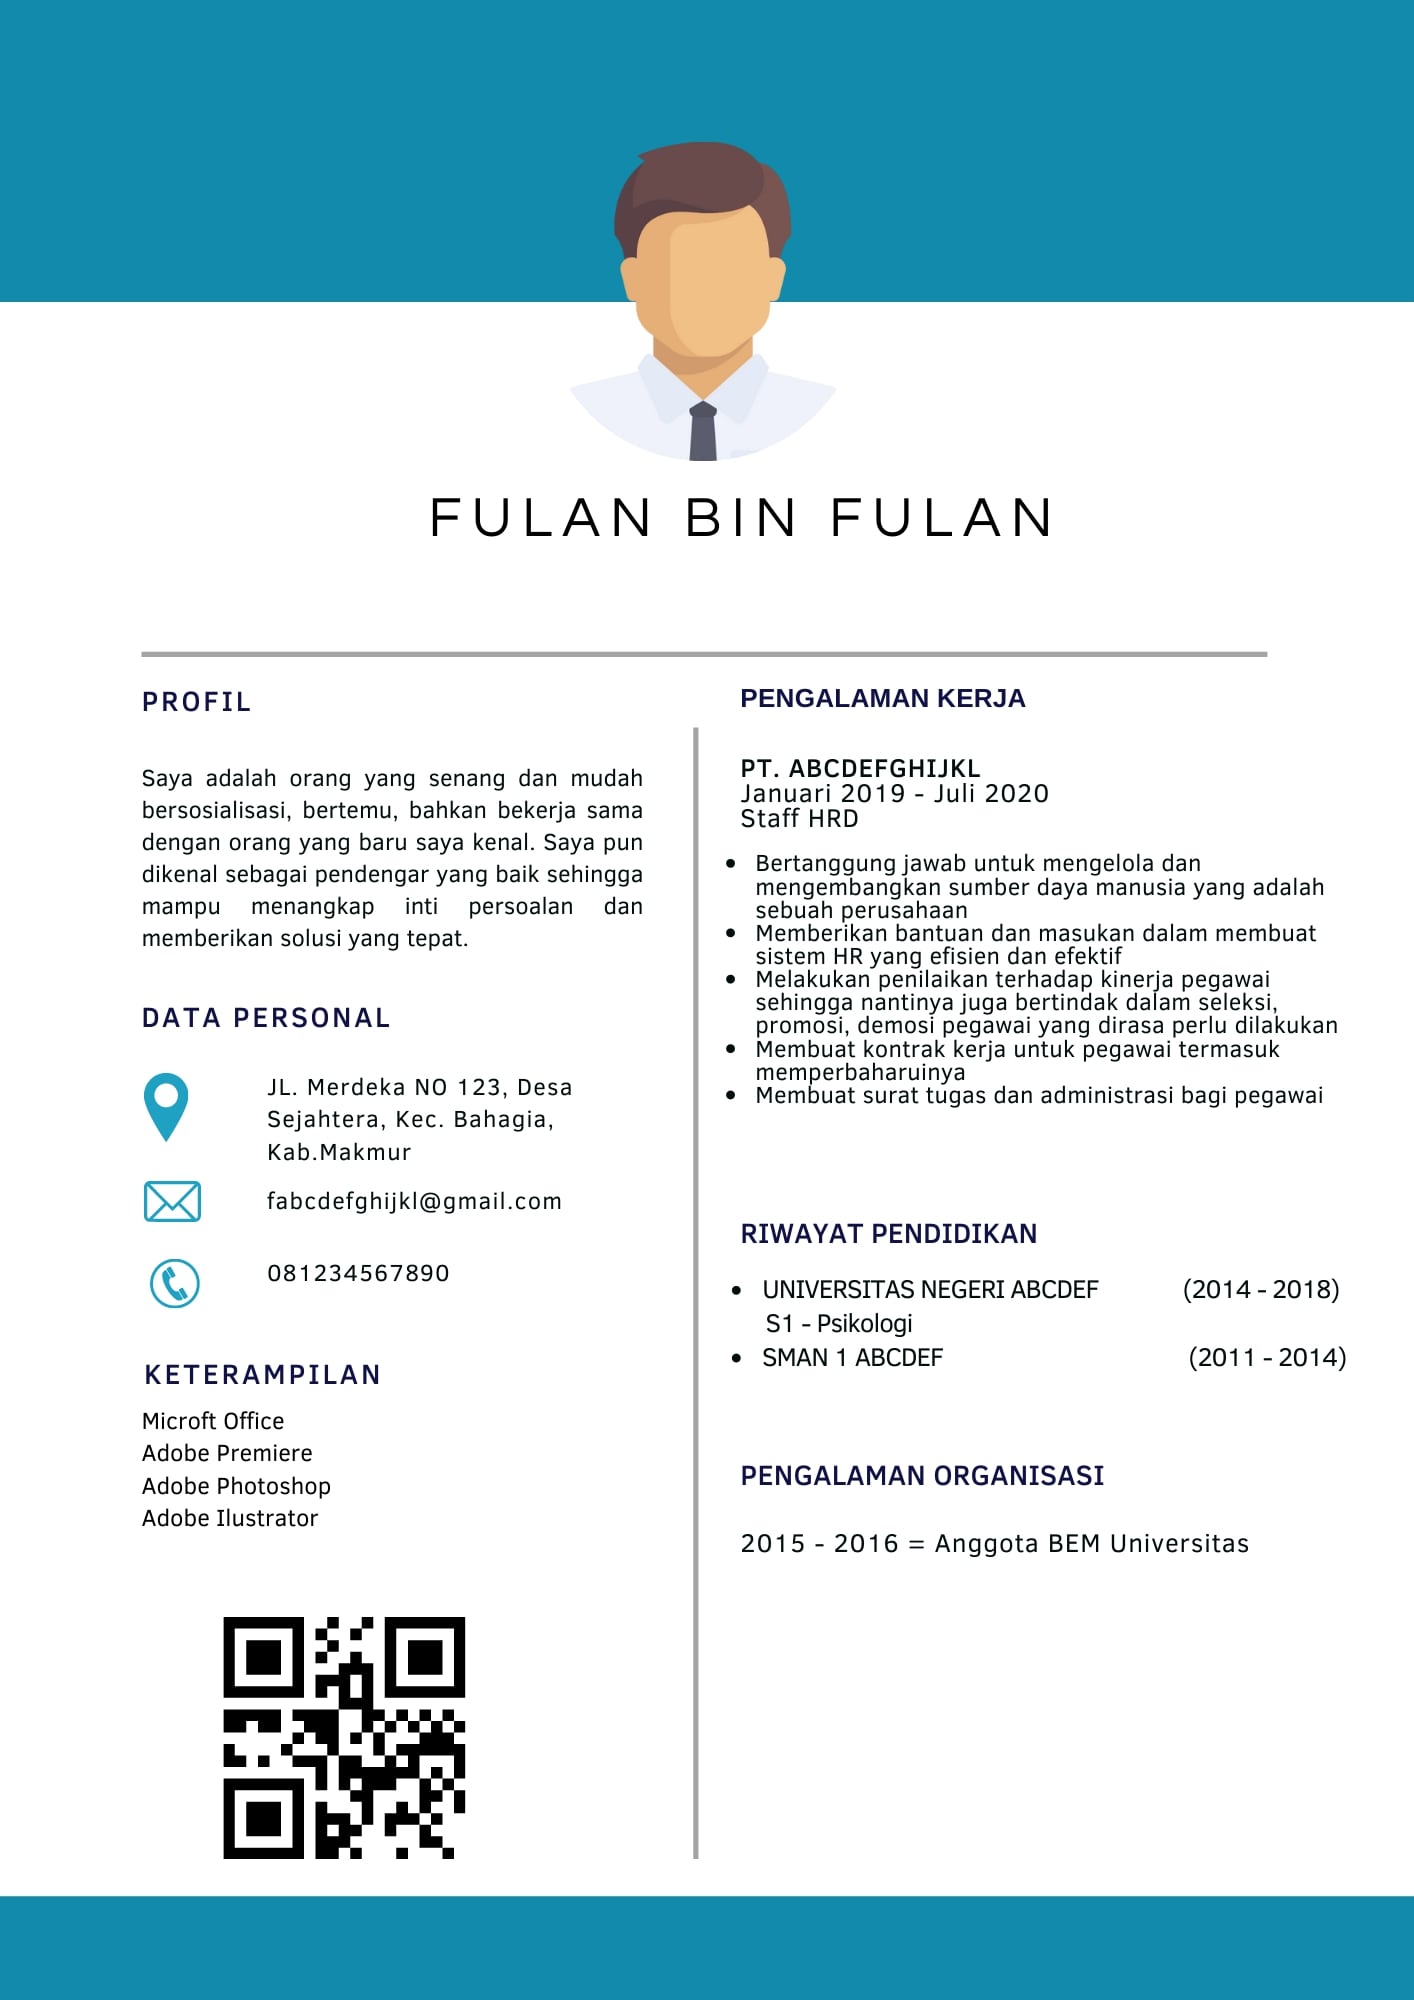 FULAN BIN FULAN
PROFIL
Saya adalah orang yang senang dan mudah
bersosialisasi, bertemu, bahkan bekerja sama
dengan orang yang baru saya kenal. Saya pun
dikenal sebagai pendengar yang baik sehingga
mampu menangkap inti persoalan dan
memberikan solusi yang tepat.
DATA PERSONAL
JL. Merdeka NO 123, Desa
Sejahtera, Kec. Bahagia,
Kab.Makmur
fabcdefghijkl@gmail.com
081234567890
KETERAMPILAN
Microft Office
Adobe Premiere
Adobe Photoshop
Adobe Ilustrator
PENGALAMAN KERJA
PT. ABCDEFGHIJKL
Januari 2019 - Juli 2020
Staff HRD
• Bertanggung jawab untuk mengelola dan
mengembangkan sumber daya manusia yang adalah
sebuah perusahaan
• Memberikan bantuan dan masukan dalam membuat
sistem HR yang efisien dan efektif
• Melakukan penilaikan terhadap kinerja pegawai
sehingga nantinya juga bertindak dalam seleksi,
promosi, demosi pegawai yang dirasa perlu dilakukan
• Membuat kontrak kerja untuk pegawai termasuk
memperbaharuinya
• Membuat surat tugas dan administrasi bagi pegawai
RIWAYAT PENDIDIKAN
• UNIVERSITAS NEGERI ABCDEF (2014 - 2018)
S1 - Psikologi
• SMAN 1 ABCDEF (2011 - 2014)
PENGALAMAN ORGANISASI
2015 - 2016 = Anggota BEM Universitas